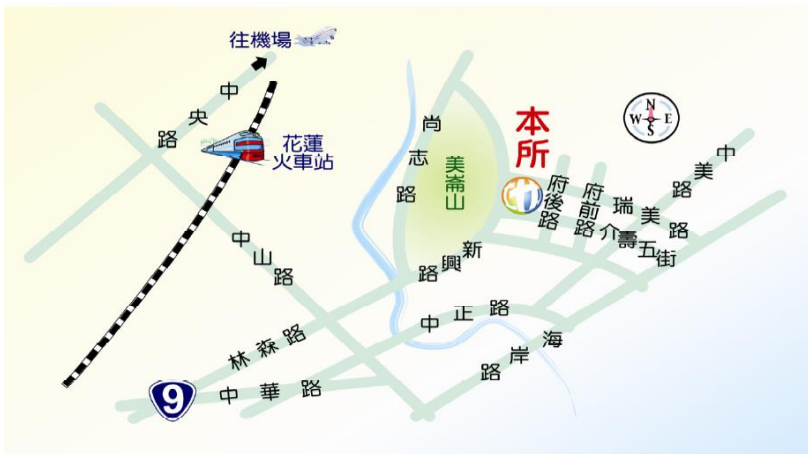 往機場
中央路
花蓮
火車站
尚志路
美崙山
本所
N
W E
S
中美路
府後路
府前路
瑞美路
介壽五街
中山路
新興路
林森路
中正路
海岸路
9
中華路